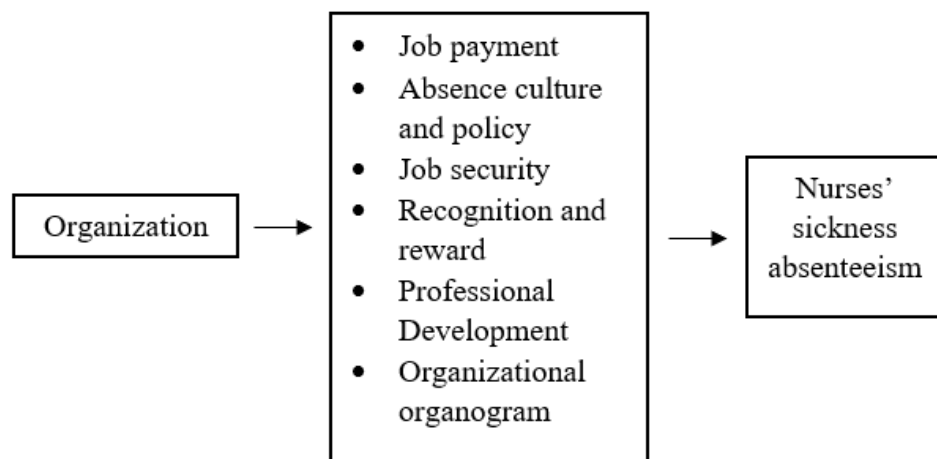 Organization
• Job payment
• Absence culture
and policy
• Job security
• Recognition and
reward
• Professional
Development
• Organizational
organogram
Nurses’
sickness
absenteeism